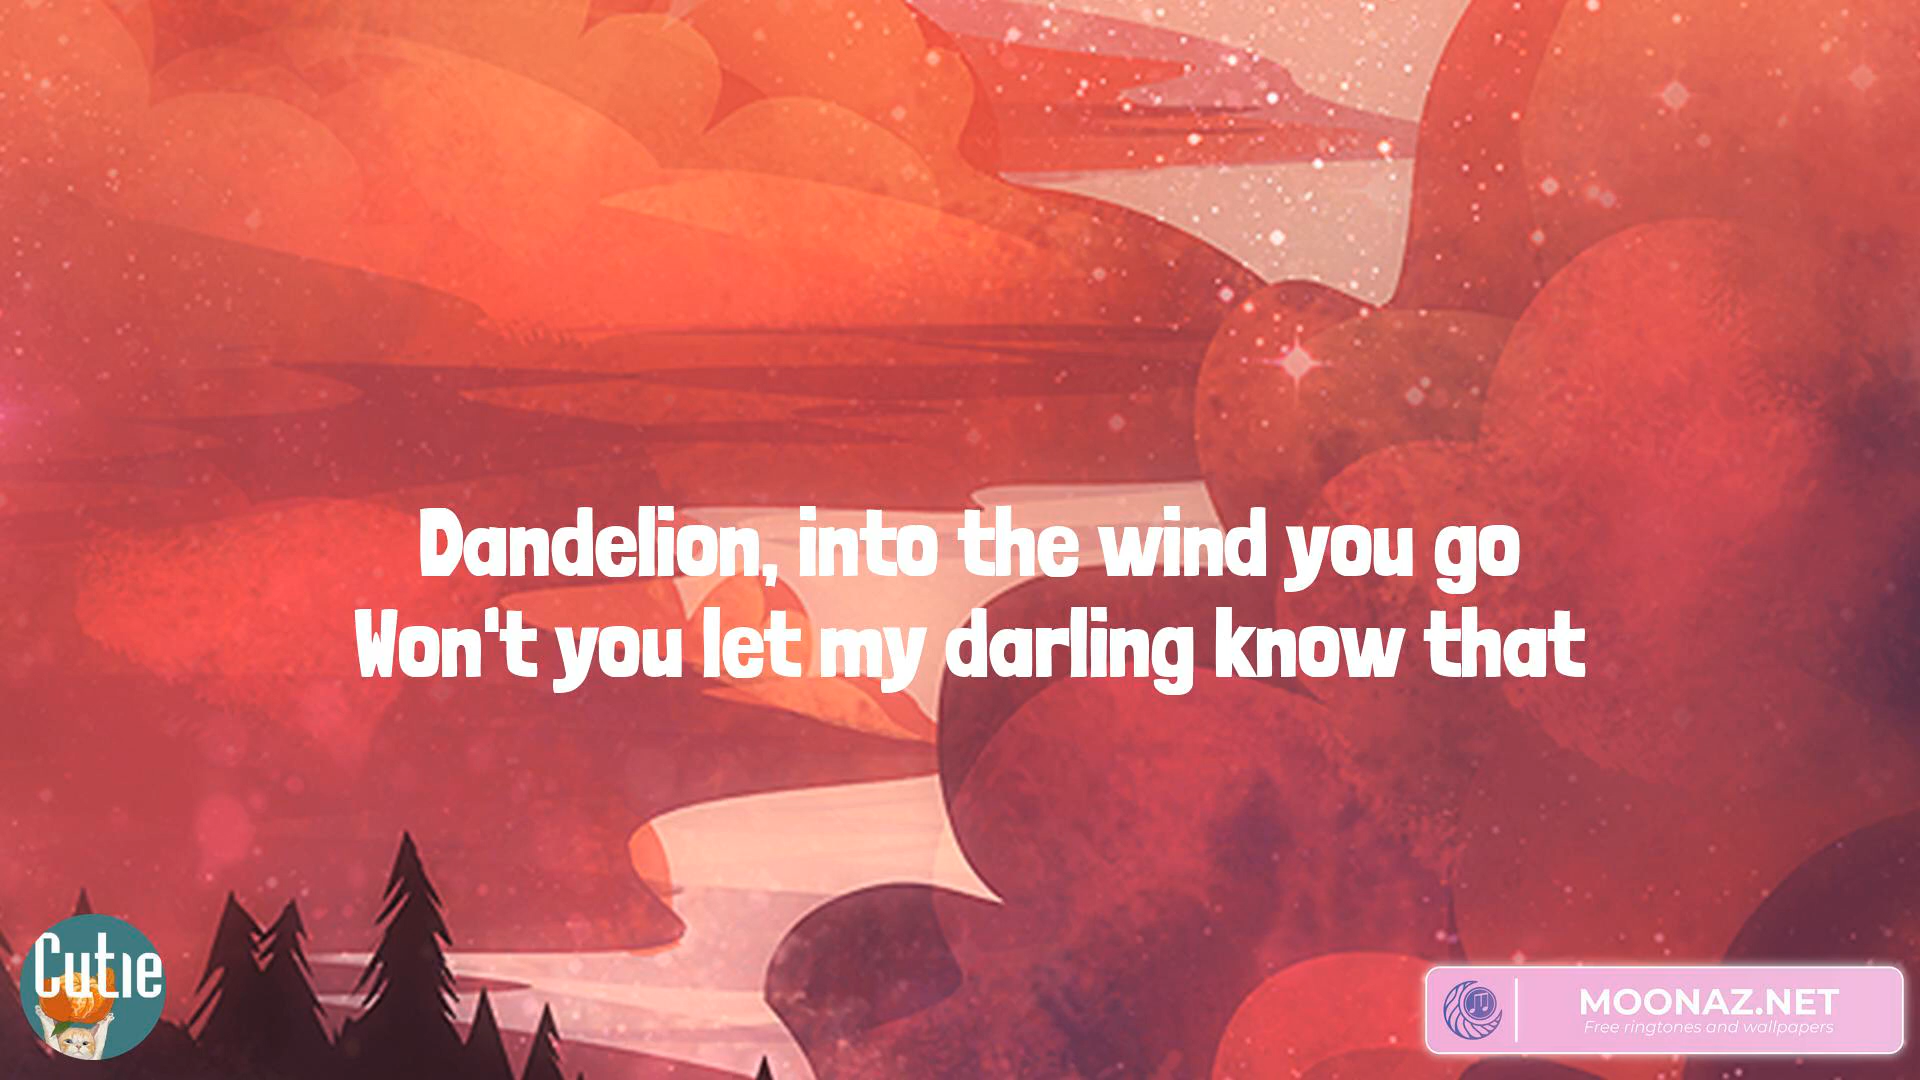 Dandelion, into the wind you go
Won't you let my darling know that
Cutie
MOONAZ.NET
Free ringtones and wallpapers